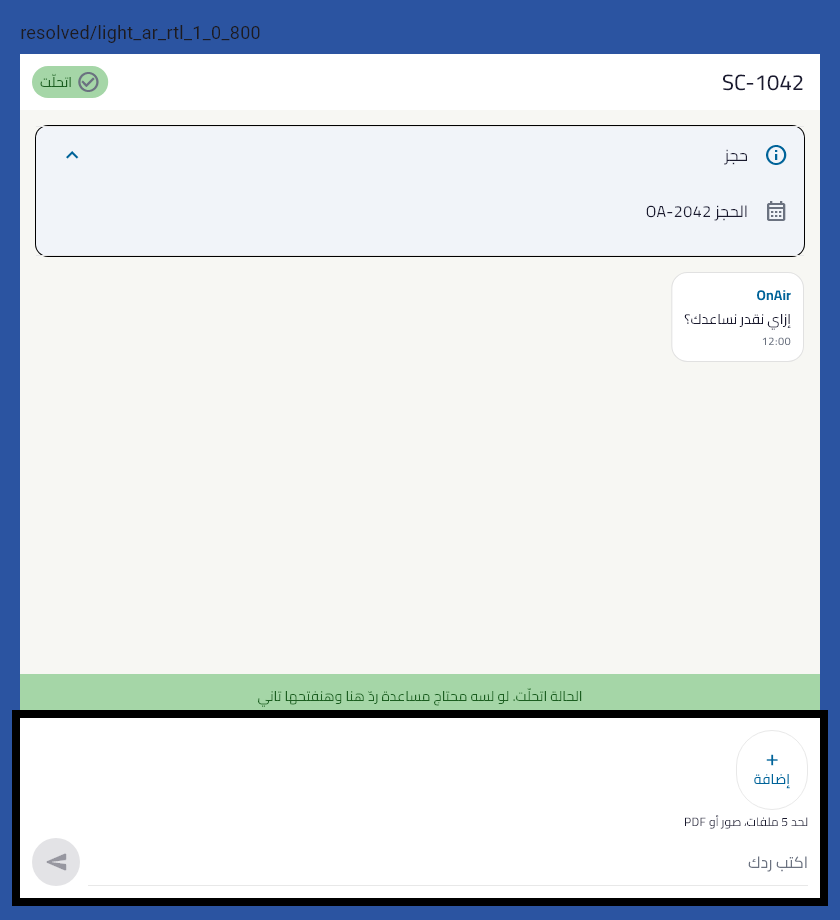 resolved/light_ar_rtl_1_0_800
SC-1042
اتحلّت
حجز
الحجز OA-2042
OnAir
إزاي نقدر نساعدك؟
12:00
الحالة اتحلّت. لو لسه محتاج مساعدة ردّ هنا وهنفتحها تاني
+
إضافة
لحد 5 ملفات، صور أو PDF
اكتب ردك